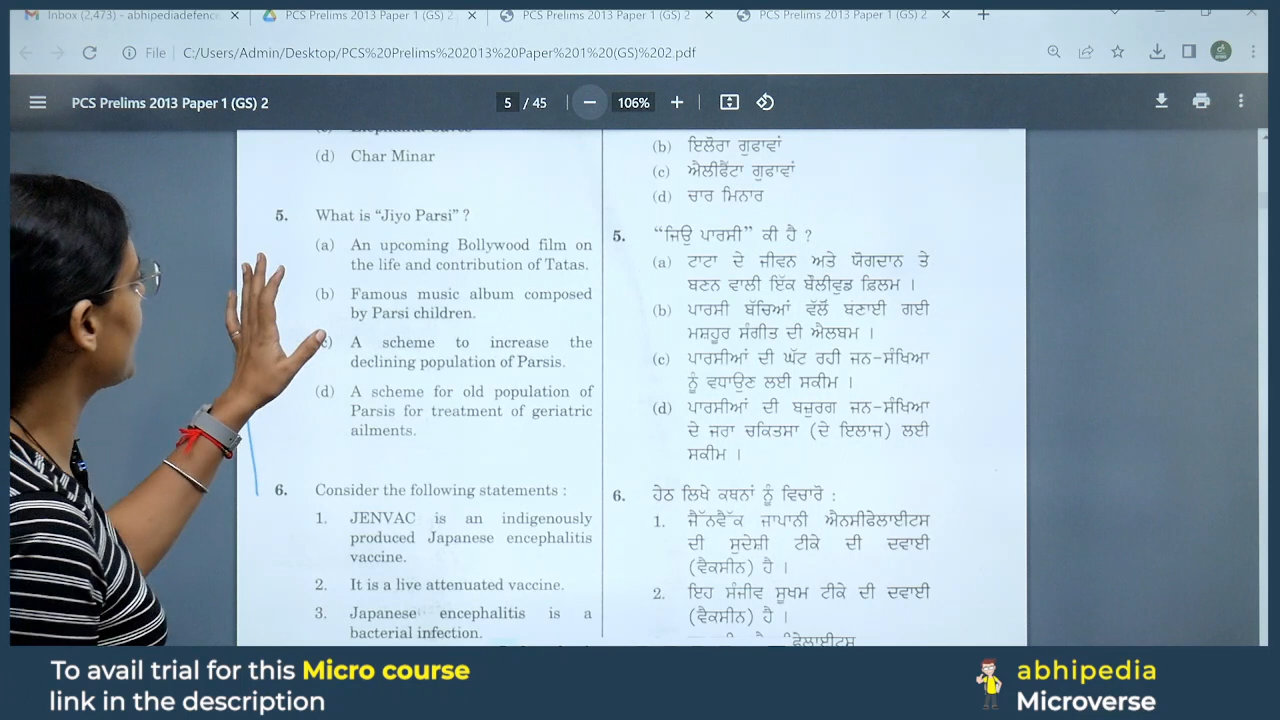 Inbox (2,473) - abhipediadefence
PCS Prelims 2013 Paper 1 (GS) 2
PCS Prelims 2013 Paper 1 (GS) 2
PCS Prelims 2013 Paper 1 (GS) 2
File
C:/Users/Admin/Desktop/PCS%20Prelims%202013%20Paper%201%20(GS)%202.pdf
PCS Prelims 2013 Paper 1 (GS) 2
5 / 45
106%
(c) Elephanta Caves
(d) Char Minar
5. What is “Jiyo Parsi” ?
(a) An upcoming Bollywood film on
the life and contribution of Tatas.
(b) Famous music album composed
by Parsi children.
A scheme to increase the
declining population of Parsis.
(d) A scheme for old population of
Parsis for treatment of geriatric
ailments.
6. Consider the following statements :
1. JENVAC is an indigenously
produced Japanese encephalitis
vaccine.
2. It is a live attenuated vaccine.
3. Japanese encephalitis is a
bacterial infection.
(b) ਇਲੋਰਾ ਗੁਫਾਵਾਂ
(c) ਐਲੀਫੈਂਟਾ ਗੁਫਾਵਾਂ
(d) ਚਾਰ ਮਿਨਾਰ
5. “ਜਿਉ ਪਾਰਸੀ” ਕੀ ਹੈ ?
(a) ਟਾਟਾ ਦੇ ਜੀਵਨ ਅਤੇ ਯੋਗਦਾਨ ਤੇ
ਬਣਨ ਵਾਲੀ ਇੱਕ ਬੌਲੀਵੁਡ ਫ਼ਿਲਮ ।
(b) ਪਾਰਸੀ ਬੱਚਿਆਂ ਵੱਲੋਂ ਬਣਾਈ ਗਈ
ਮਸ਼ਹੂਰ ਸੰਗੀਤ ਦੀ ਐਲਬਮ ।
(c) ਪਾਰਸੀਆਂ ਦੀ ਘੱਟ ਰਹੀ ਜਨ-ਸੰਖਿਆ
ਨੂੰ ਵਧਾਉਣ ਲਈ ਸਕੀਮ ।
(d) ਪਾਰਸੀਆਂ ਦੀ ਬਜ਼ੁਰਗ ਜਨ-ਸੰਖਿਆ
ਦੇ ਜਰਾ ਚਕਿਤਸਾ (ਦੇ ਇਲਾਜ) ਲਈ
ਸਕੀਮ ।
6. ਹੇਠ ਲਿਖੇ ਕਥਨਾਂ ਨੂੰ ਵਿਚਾਰੋ :
1. ਜੈੱਨਵੈੱਕ ਜਾਪਾਨੀ ਐਨਸੀਫੇਲਾਈਟਸ
ਦੀ ਸੁਦੇਸ਼ੀ ਟੀਕੇ ਦੀ ਦਵਾਈ
(ਵੈਕਸੀਨ) ਹੈ ।
2. ਇਹ ਸੰਜੀਵ ਸੂਖਮ ਟੀਕੇ ਦੀ ਦਵਾਈ
(ਵੈਕਸੀਨ) ਹੈ ।
To avail trial for this Micro course
link in the description
abhipedia
Microverse